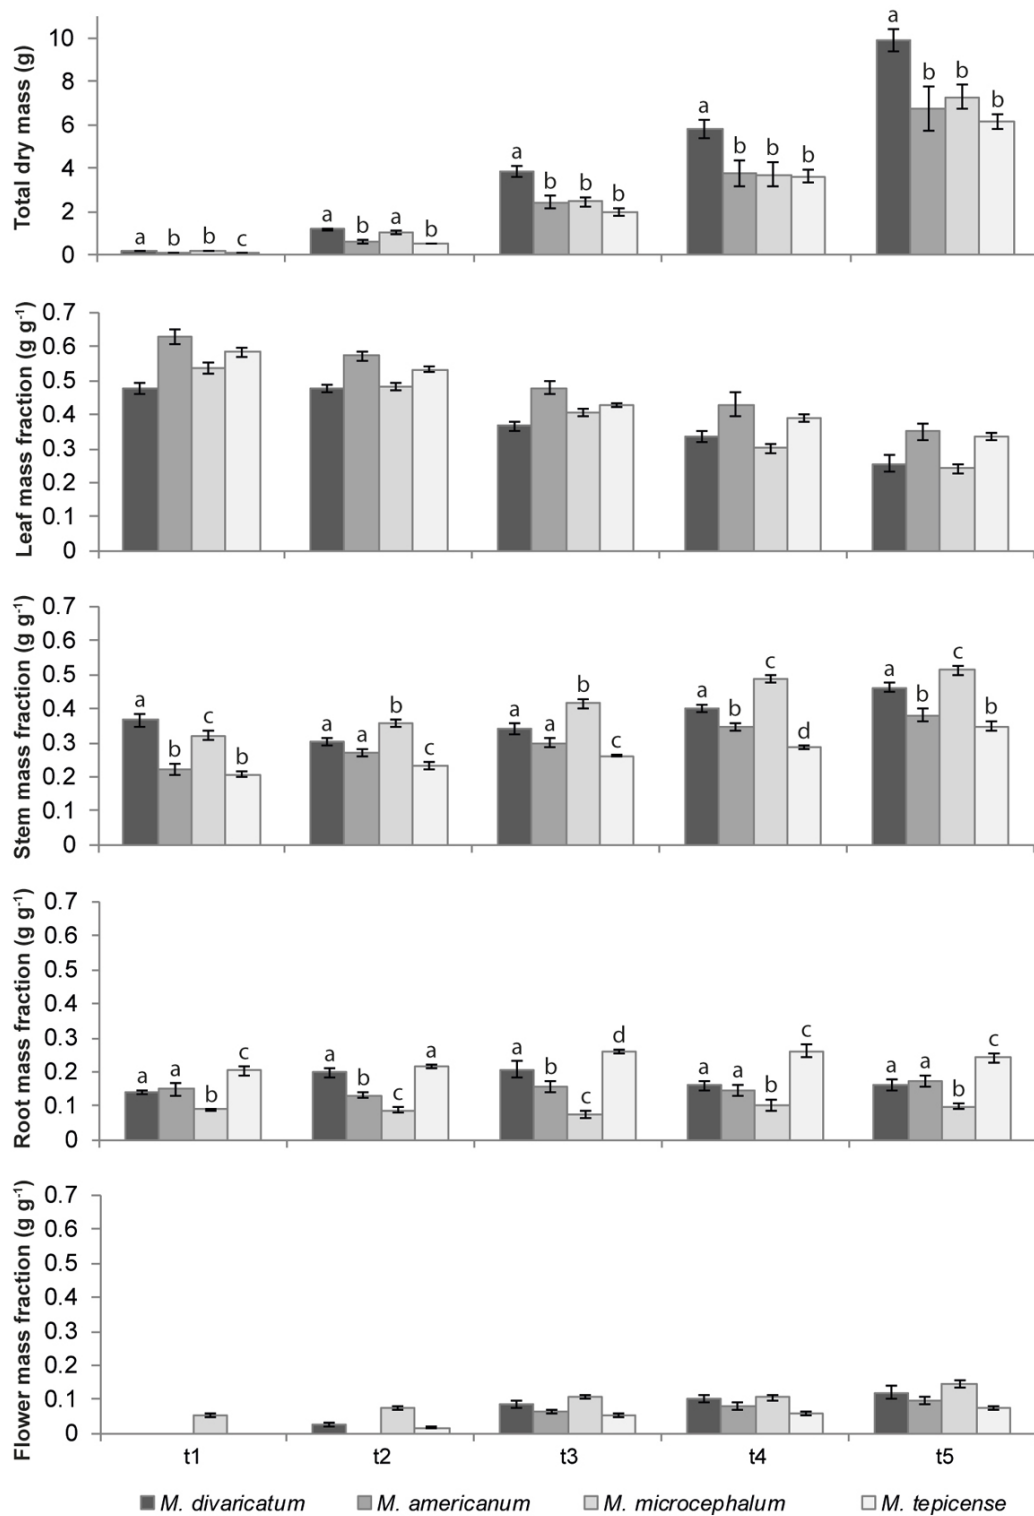 Total dry mass (g)
10
8
6
4
2
0
a b b c
a b a b
a b b b
a b b b
a b b b
Leaf mass fraction (g g-1)
0.7
0.6
0.5
0.4
0.3
0.2
0.1
0
Stem mass fraction (g g-1)
0.7
0.6
0.5
0.4
0.3
0.2
0.1
0
a b c b
a a b c
a a b c
a b c d
a b c b
Root mass fraction (g g-1)
0.7
0.6
0.5
0.4
0.3
0.2
0.1
0
a a b c
a b c a
a b c d
a a b c
a a b c
Flower mass fraction (g g-1)
0.7
0.6
0.5
0.4
0.3
0.2
0.1
0
t1 t2 t3 t4 t5
M. divaricatum M. americanum M. microcephalum M. tepicense